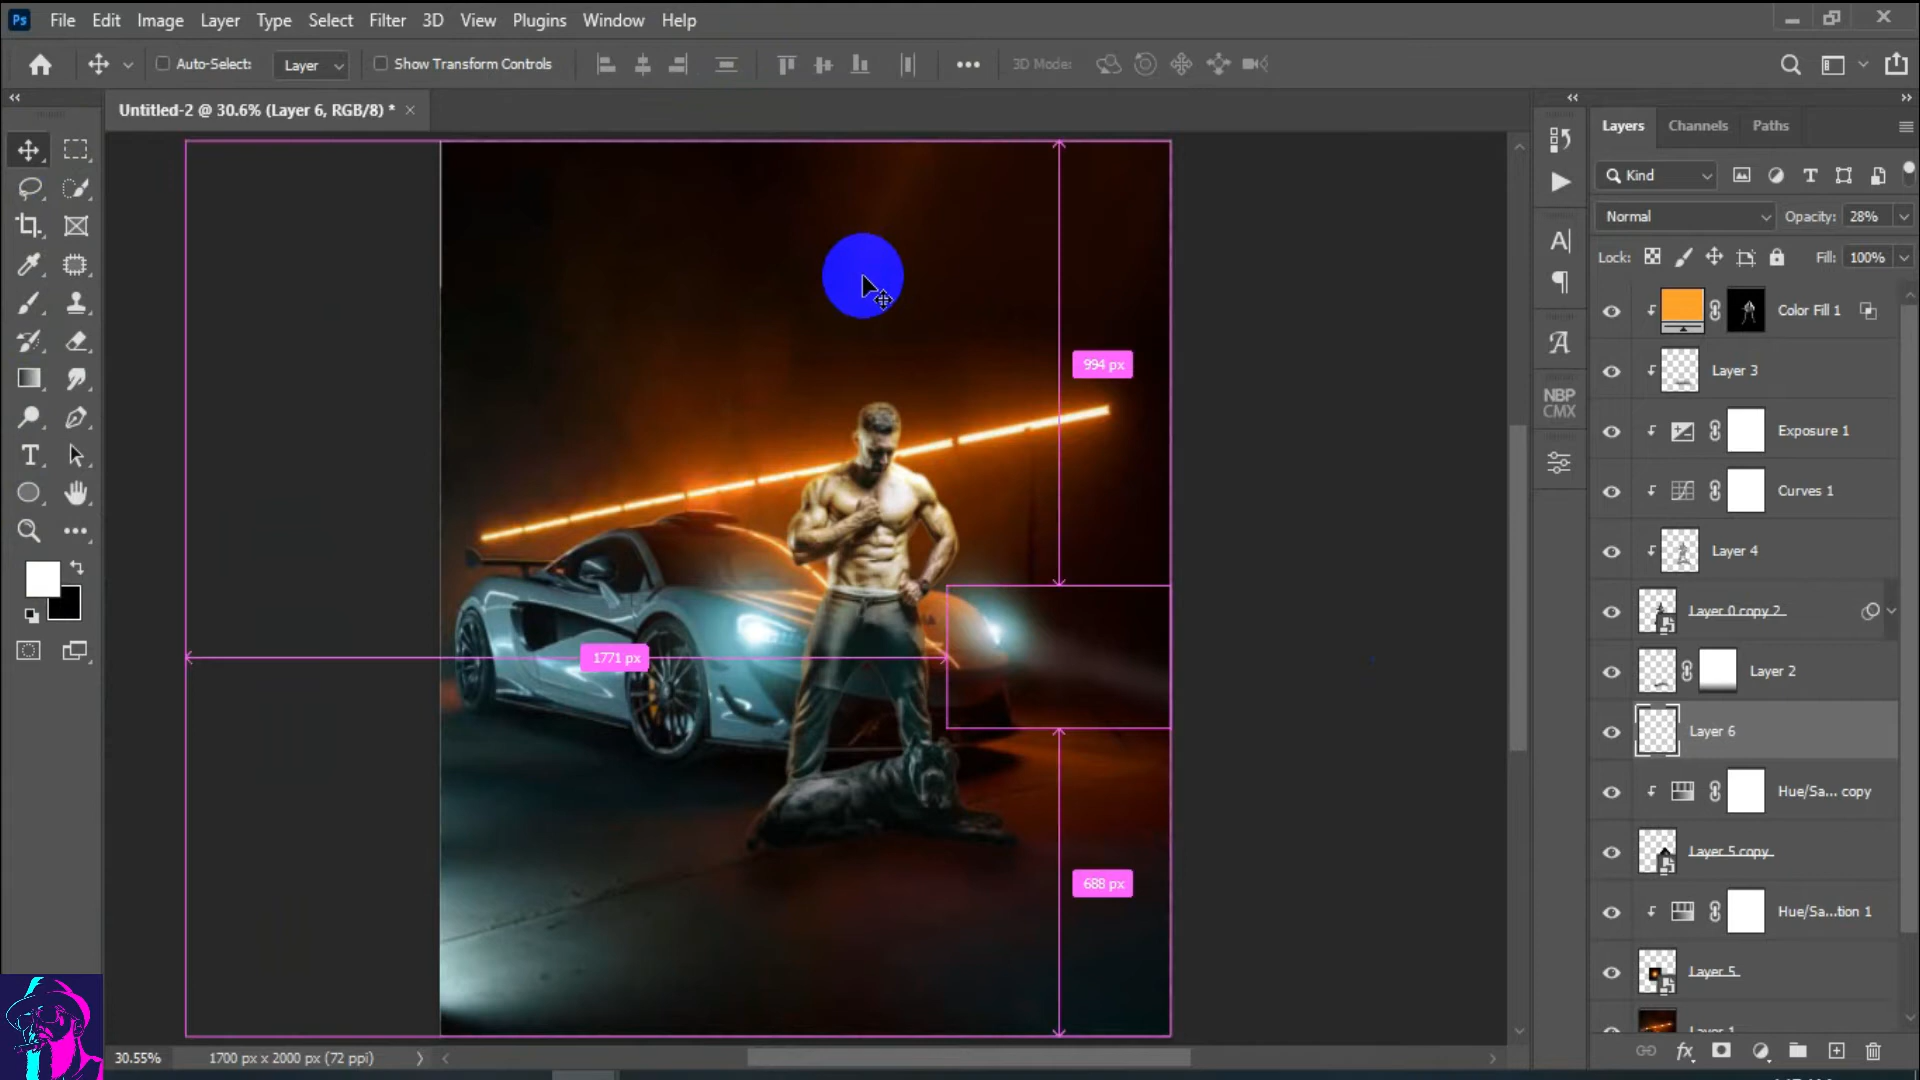 Ps File Edit Image Layer Type Select Filter 3D View Plugins Window Help
Auto-Select: Layer Show Transform Controls 3D Mode:
Untitled-2 @ 30.6% (Layer 6, RGB/8) *
Layers Channels Paths
Kind
Normal Opacity: 28%
Lock: Fill: 100%
Color Fill 1
994 px
Layer 3
NBP
CMX
Exposure 1
Curves 1
Layer 4
Layer 0 copy 2
1771 px
Layer 2
Layer 6
Hue/Sa... copy
Layer 5 copy
688 px
Hue/Sa...tion 1
Layer 5
Layer 1
30.55% 1700 px x 2000 px (72 ppi)